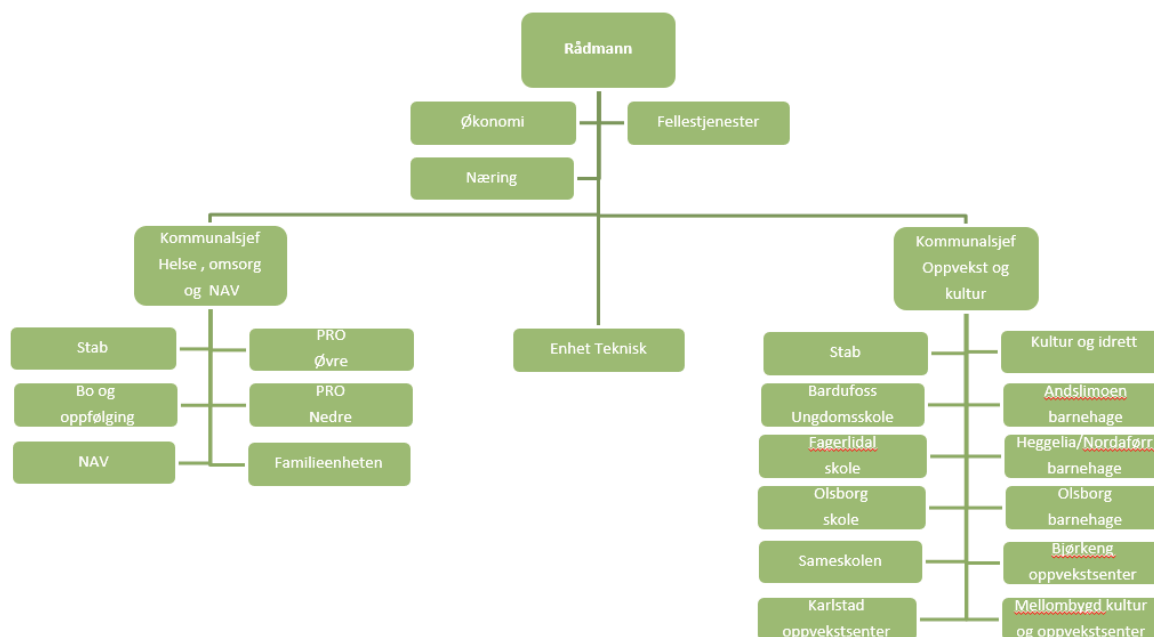 Rådmann
Økonomi
Fellestjenester
Næring
Kommunalsjef
Helse , omsorg
og NAV
Kommunalsjef
Oppvekst og
kultur
Enhet Teknisk
Stab
PRO
Øvre
Bo og
oppfølging
PRO
Nedre
NAV
Familieenheten
Stab
Kultur og idrett
Bardufoss
Ungdomsskole
Andslimoen
barnehage
Fagerlidal
skole
Heggelia/Nordaførr
barnehage
Olsborg
skole
Olsborg
barnehage
Sameskolen
Bjørkeng
oppvekstsenter
Karlstad
oppvekstsenter
Mellombygd kultur
og oppvekstsenter